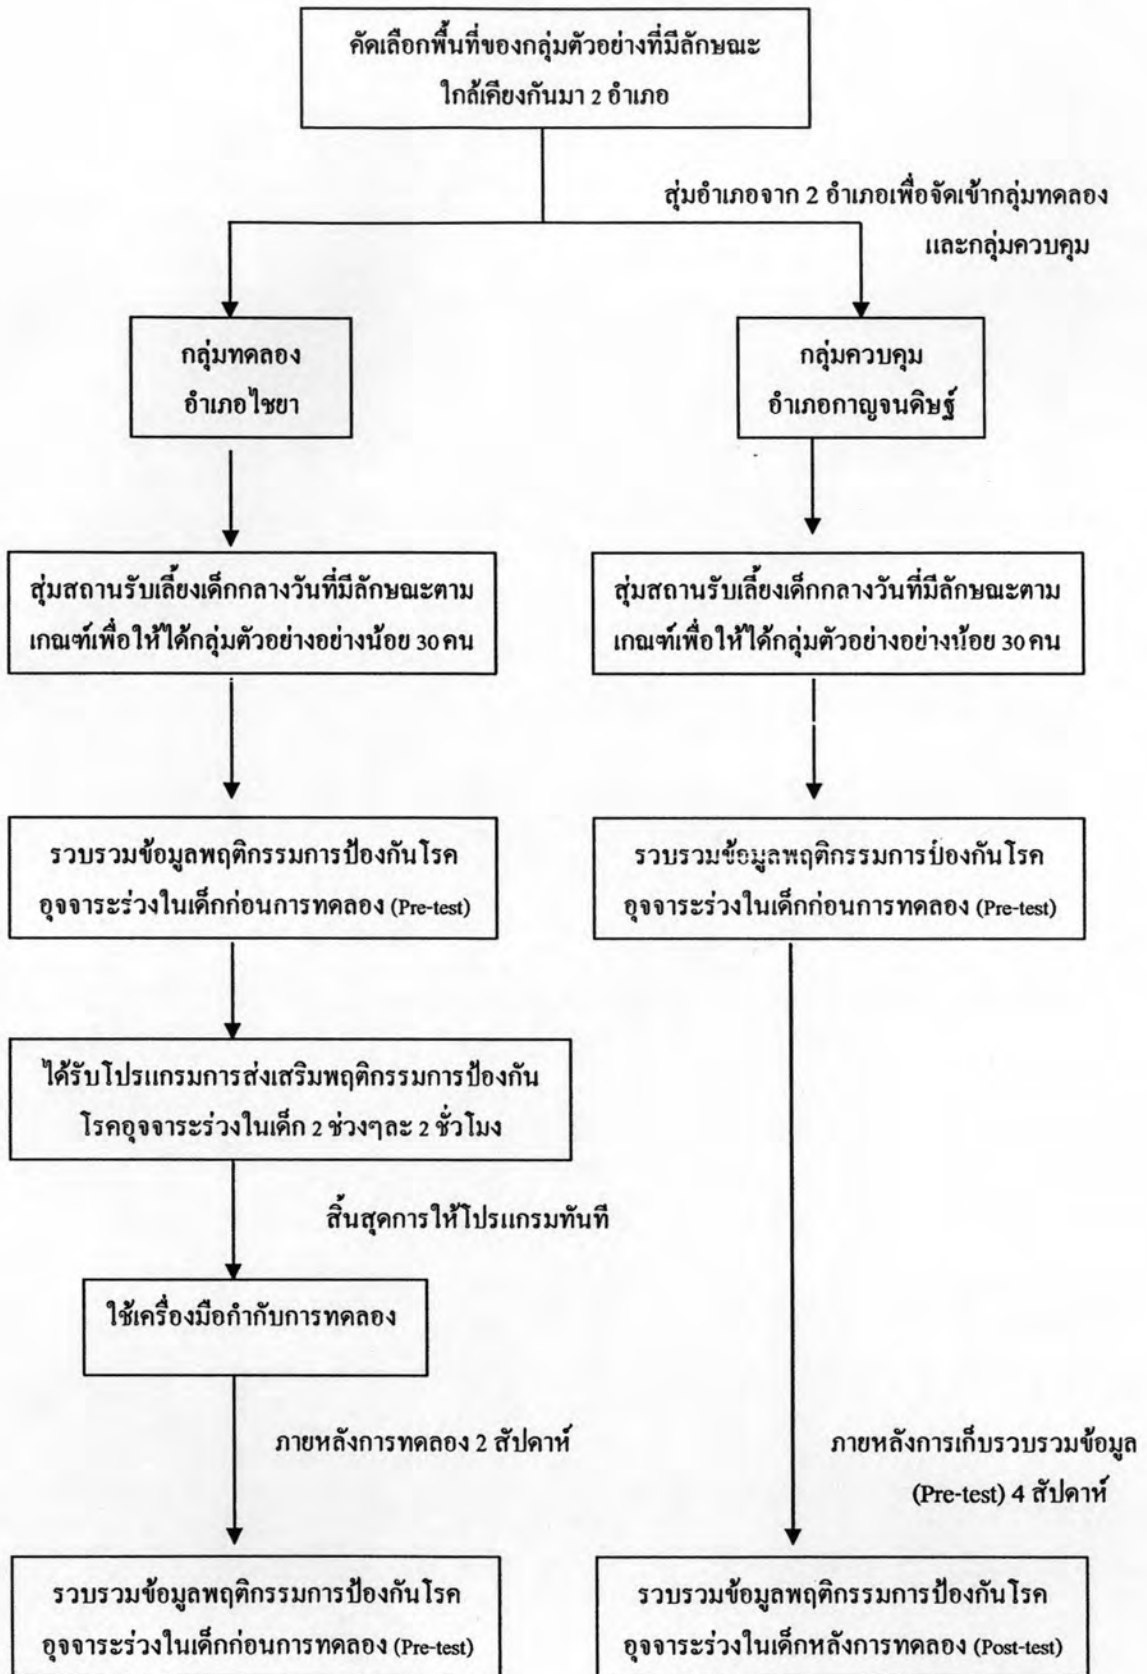 คัดเลือกพื้นที่ของกลุ่มตัวอย่างที่มีลักษณะ
ใกล้เคียงกันมา 2 อำเภอ
สุ่มอำเภอจาก 2 อำเภอเพื่อจัดเข้ากลุ่มทดลอง
และกลุ่มควบคุม
กลุ่มทดลอง
อำเภอไชยา
กลุ่มควบคุม
อำเภอกาญจนดิษฐ์
สุ่มสถานรับเลี้ยงเด็กกลางวันที่มีลักษณะตาม
เกณฑ์เพื่อให้ได้กลุ่มตัวอย่างอย่างน้อย 30 คน
สุ่มสถานรับเลี้ยงเด็กกลางวันที่มีลักษณะตาม
เกณฑ์เพื่อให้ได้กลุ่มตัวอย่างอย่างน้อย 30 คน
รวบรวมข้อมูลพฤติกรรมการป้องกันโรค
อุจจาระร่วงในเด็กก่อนการทดลอง (Pre-test)
รวบรวมข้อมูลพฤติกรรมการป้องกันโรค
อุจจาระร่วงในเด็กก่อนการทดลอง (Pre-test)
ได้รับโปรแกรมการส่งเสริมพฤติกรรมการป้องกัน
โรคอุจจาระร่วงในเด็ก 2 ช่วงๆละ 2 ชั่วโมง
สิ้นสุดการให้โปรแกรมทันที
ใช้เครื่องมือกำกับการทดลอง
ภายหลังการทดลอง 2 สัปดาห์
ภายหลังการเก็บรวบรวมข้อมูล
(Pre-test) 4 สัปดาห์
รวบรวมข้อมูลพฤติกรรมการป้องกันโรค
อุจจาระร่วงในเด็กก่อนการทดลอง (Pre-test)
รวบรวมข้อมูลพฤติกรรมการป้องกันโรค
อุจจาระร่วงในเด็กหลังการทดลอง (Post-test)